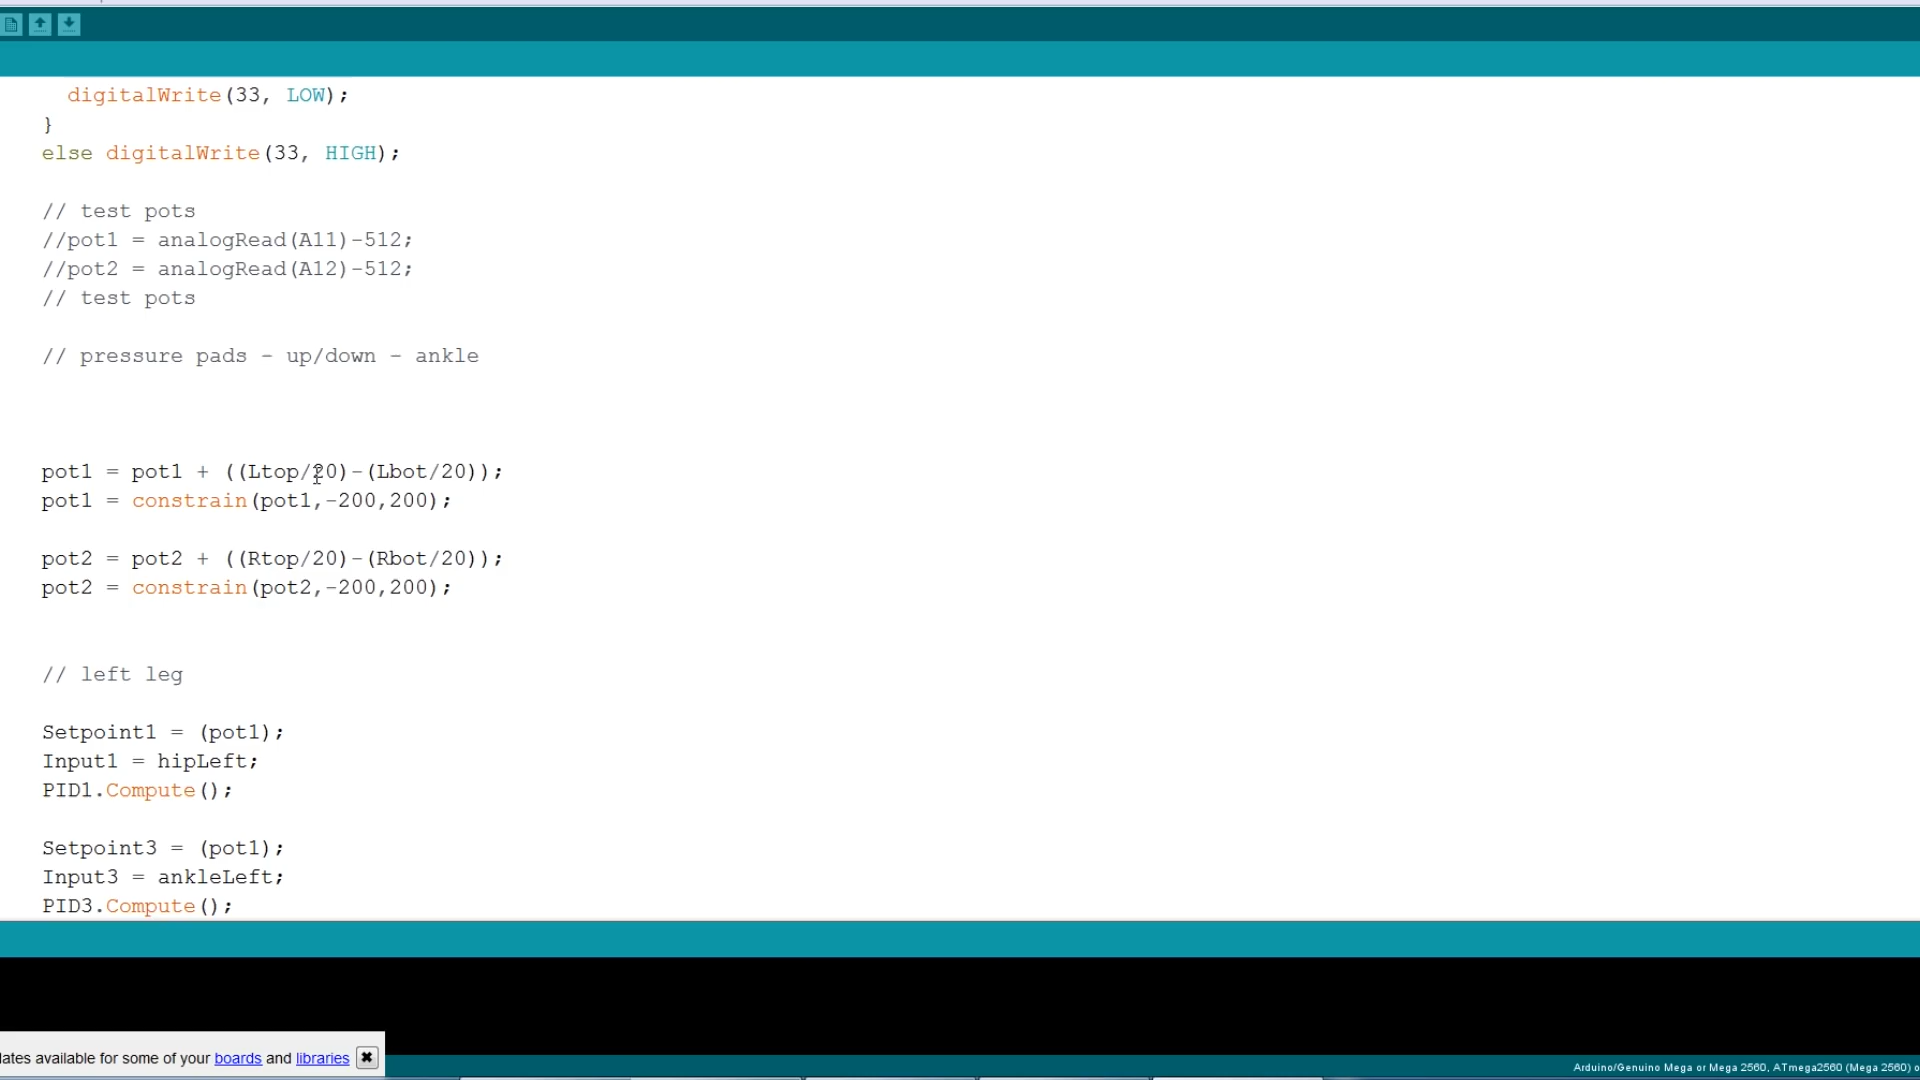 digitalWrite(33, LOW);
}
else digitalWrite(33, HIGH);
// test pots
//pot1 = analogRead(A11)-512;
//pot2 = analogRead(A12)-512;
// test pots
// pressure pads - up/down - ankle
pot1 = pot1 + ((Ltop/20)-(Lbot/20));
pot1 = constrain(pot1,-200,200);
pot2 = pot2 + ((Rtop/20)-(Rbot/20));
pot2 = constrain(pot2,-200,200);
// left leg
Setpoint1 = (pot1);
Input1 = hipLeft;
PID1.Compute();
Setpoint3 = (pot1);
Input3 = ankleLeft;
PID3.Compute();
lates available for some of your boards and libraries
Arduino/Genuino Mega or Mega 2560, ATmega2560 (Mega 2560) o